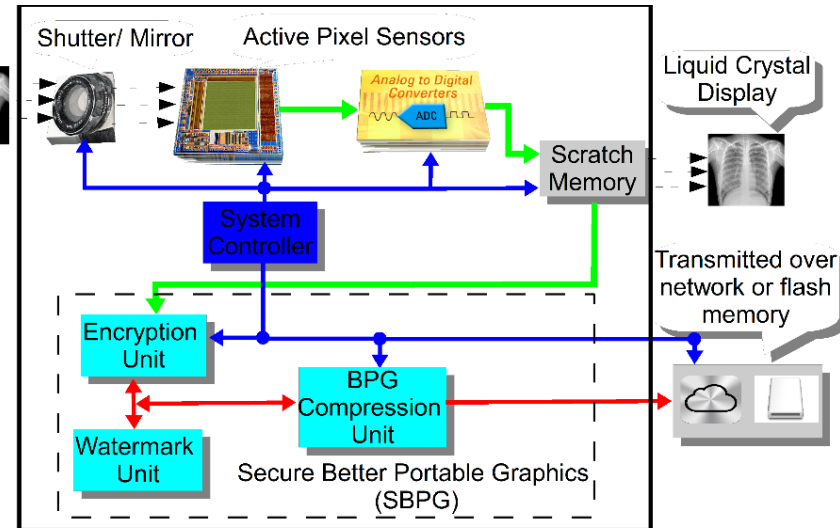 Shutter/ Mirror
Active Pixel Sensors
Analog to Digital
Converters
ADC
Liquid Crystal
Display
Scratch
Memory
System
Controller
Transmitted over
network or flash
memory
Encryption
Unit
BPG
Compression
Unit
Watermark
Unit
Secure Better Portable Graphics
(SBPG)